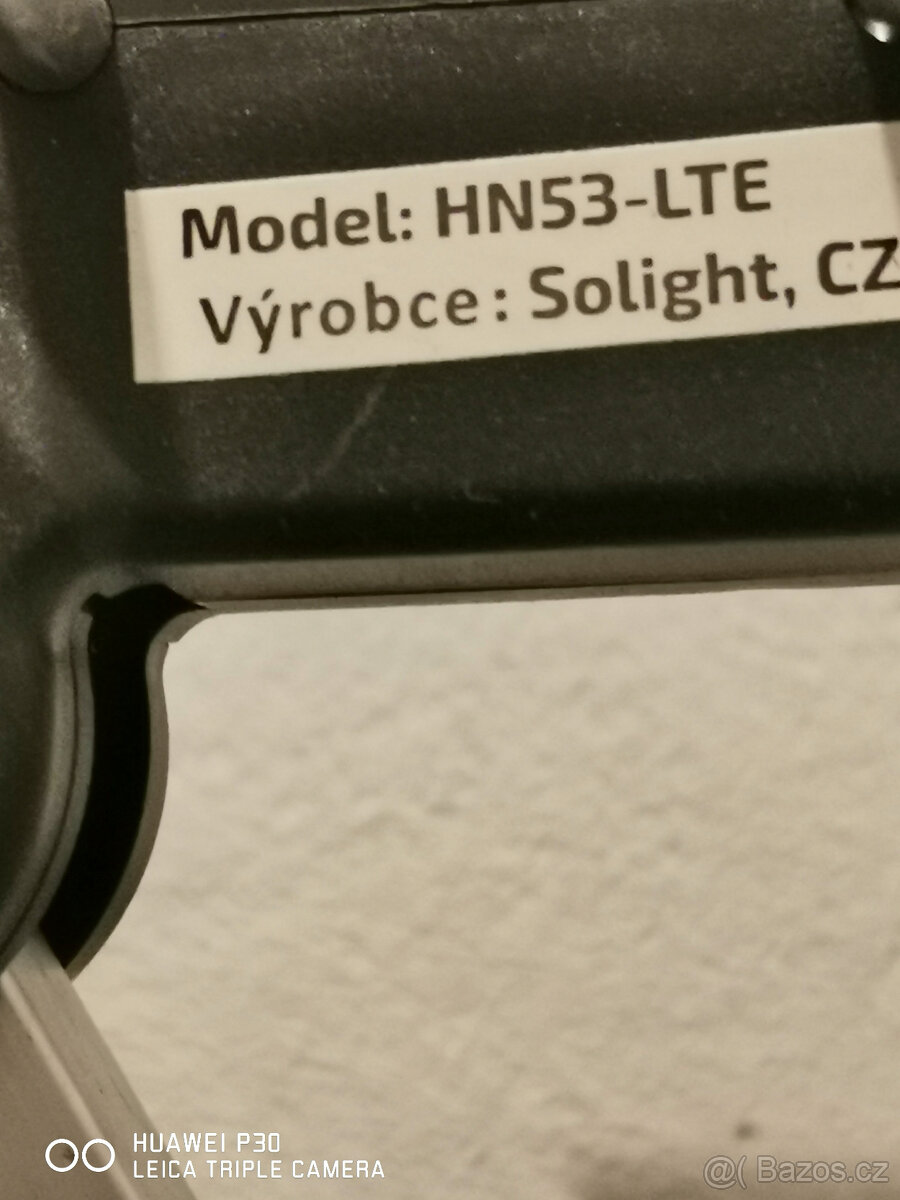 Model: HN53-LTE
Výrobce: Solight, CZ
HUAWEI P30
LEICA TRIPLE CAMERA
@( Bazos.cz